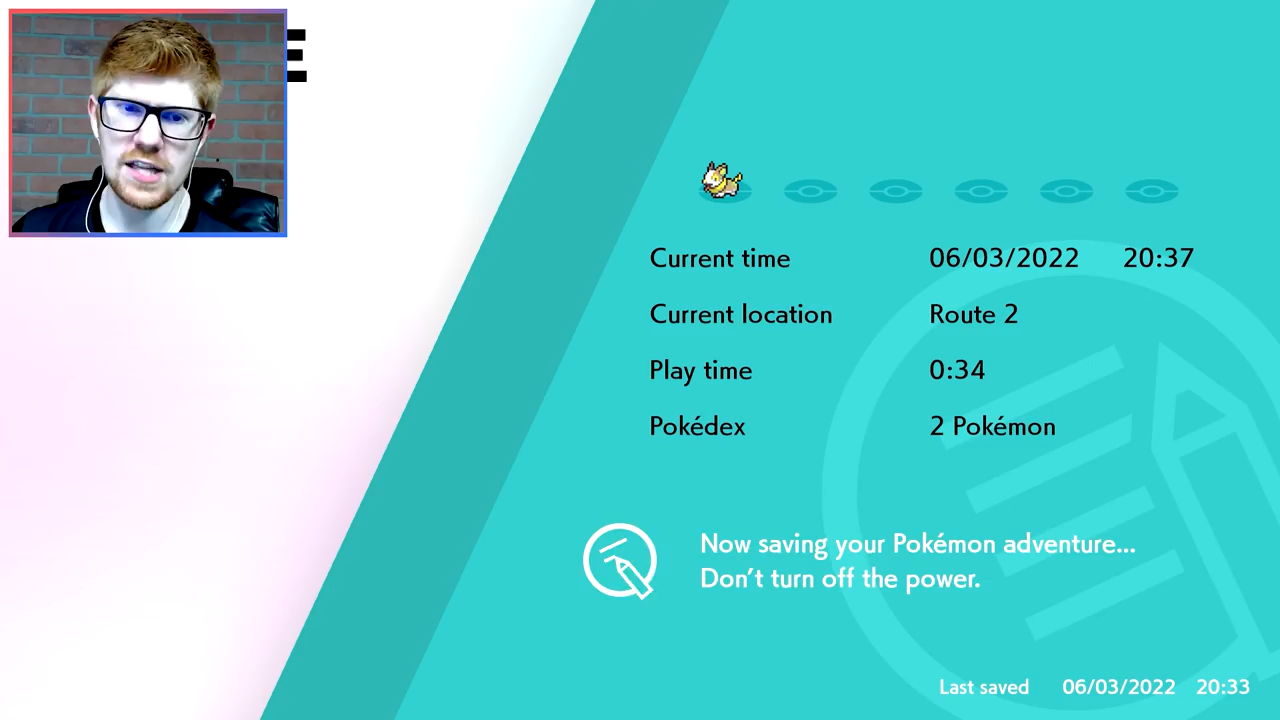 Current time 06/03/2022 20:37
Current location Route 2
Play time 0:34
Pokédex 2 Pokémon
Now saving your Pokémon adventure...
Don't turn off the power.
Last saved 06/03/2022 20:33